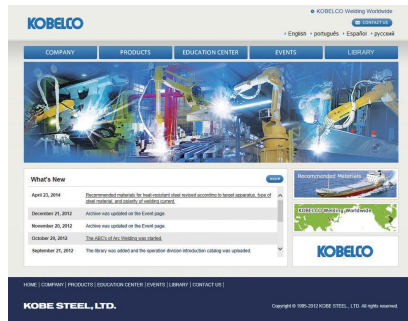 KOBELCO Welding Worldwide
KOBELCO
CONTACT US
English português Español русский
COMPANY PRODUCTS EDUCATION CENTER EVENTS LIBRARY
What's New
more
April 23, 2014 Recommended materials for heat-resistant steel revised according to target apparatus, type of
steel material, and polarity of welding current.
December 21, 2012 Archive was updated on the Event page.
November 20, 2012 Archive was updated on the Event page.
October 29, 2012 The ABC's of Arc Welding was started.
September 21, 2012 The library was added and the operation division introduction catalog was uploaded.
Recommended Materials
KOBELCO Welding Worldwide
KOBELCO
HOME | COMPANY | PRODUCTS | EDUCATION CENTER | EVENTS | LIBRARY | CONTACT US |
KOBE STEEL, LTD.
Copyright © 1995-2012 KOBE STEEL., LTD. All rights reserved.